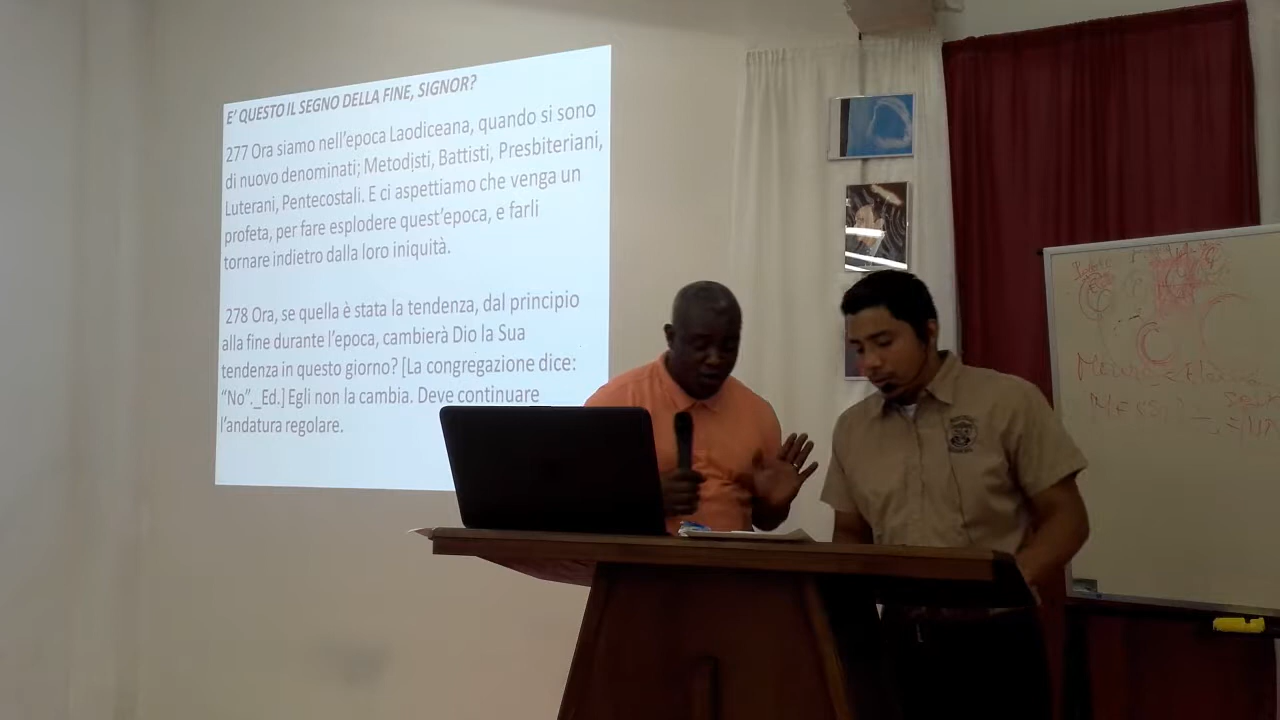 E' QUESTO IL SEGNO DELLA FINE, SIGNOR?
277 Ora siamo nell'epoca Laodiceana, quando si sono
di nuovo denominati; Metodisti, Battisti, Presbiteriani,
Luterani, Pentecostali. E ci aspettiamo che venga un
profeta, per fare esplodere quest'epoca, e farli
tornare indietro dalla loro iniquità.
278 Ora, se quella è stata la tendenza, dal principio
alla fine durante l'epoca, cambierà Dio la Sua
tendenza in questo giorno? [La congregazione dice:
"No"._Ed.] Egli non la cambia. Deve continuare
l'andatura regolare.